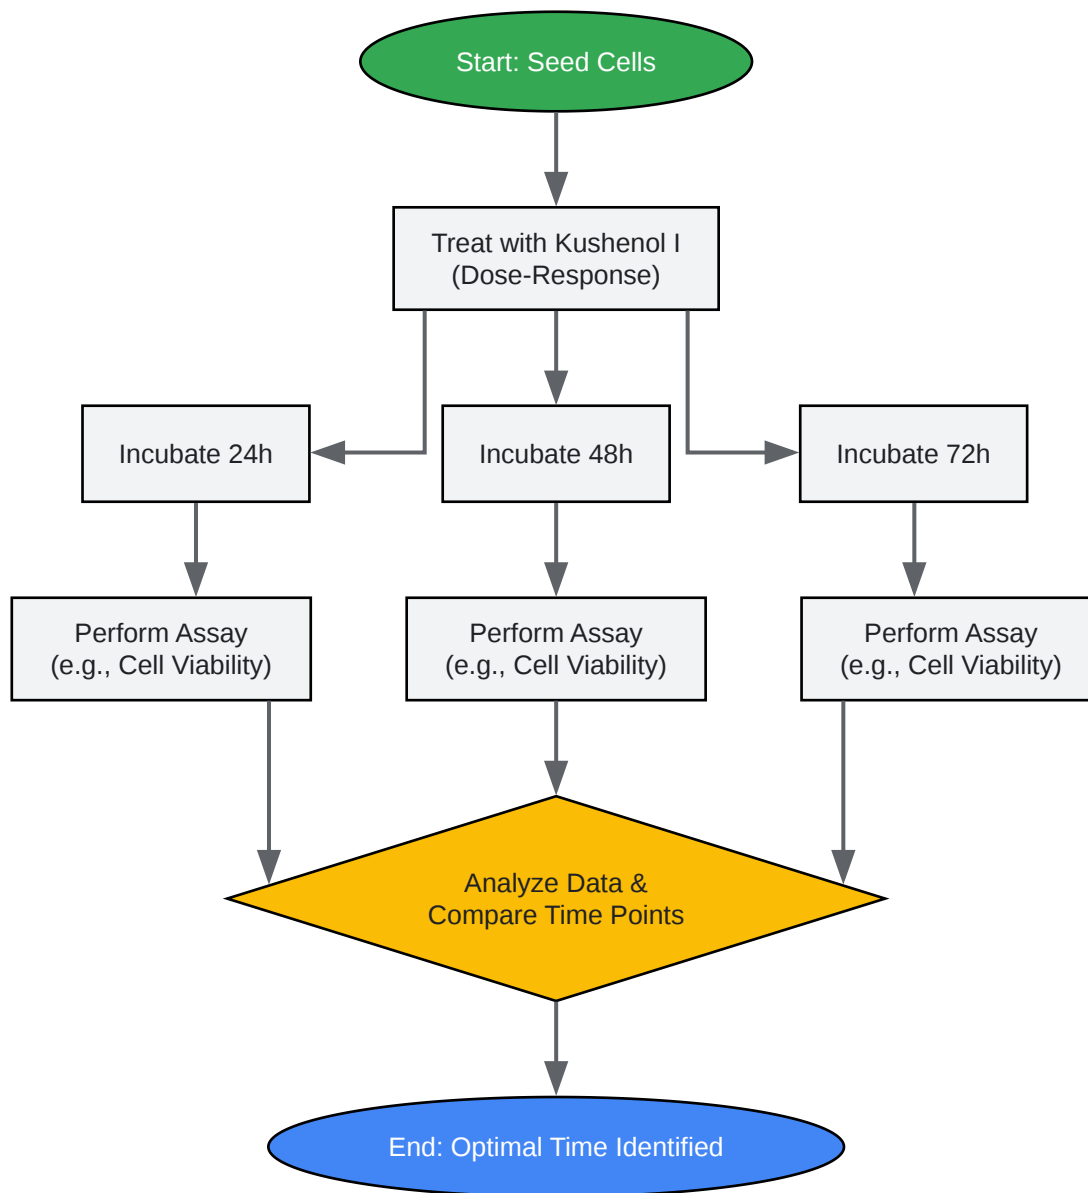 Start: Seed Cells
Treat with Kushenol I
(Dose-Response)
Incubate 24h
Incubate 48h
Incubate 72h
Perform Assay
(e.g., Cell Viability)
Perform Assay
(e.g., Cell Viability)
Perform Assay
(e.g., Cell Viability)
Analyze Data &
Compare Time Points
End: Optimal Time Identified